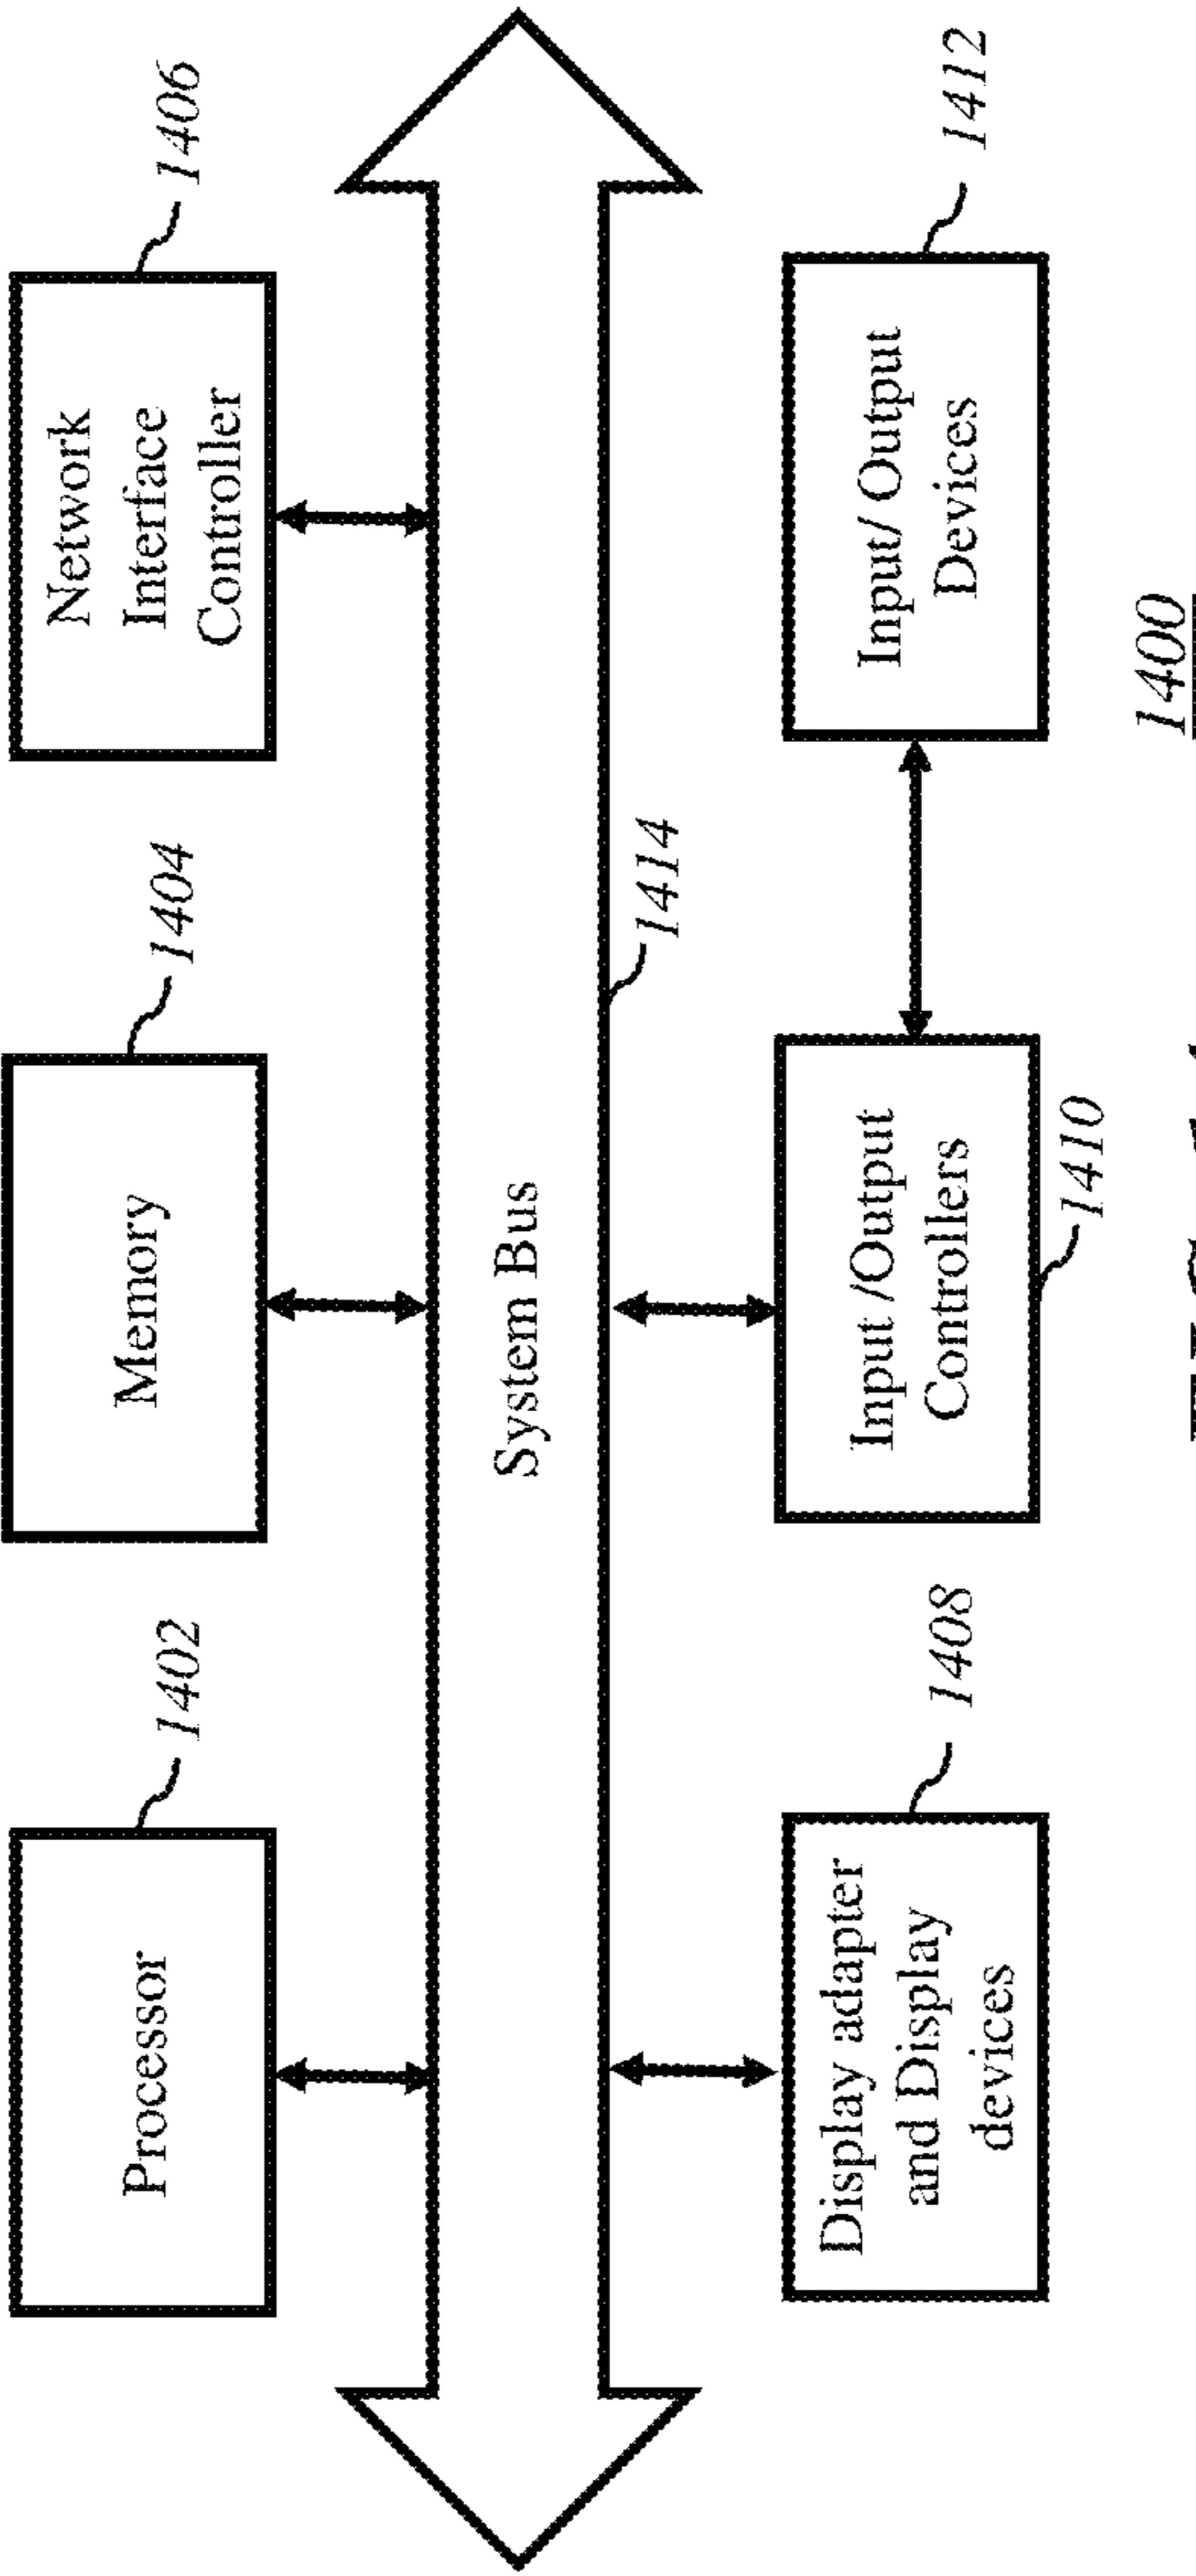 Processor
1402
Memory
1404
Network
Interface
Controller
1406
System Bus
1414
Display adapter
and Display
devices
1408
Input /Output
Controllers
1410
Input/ Output
Devices
1412
1400